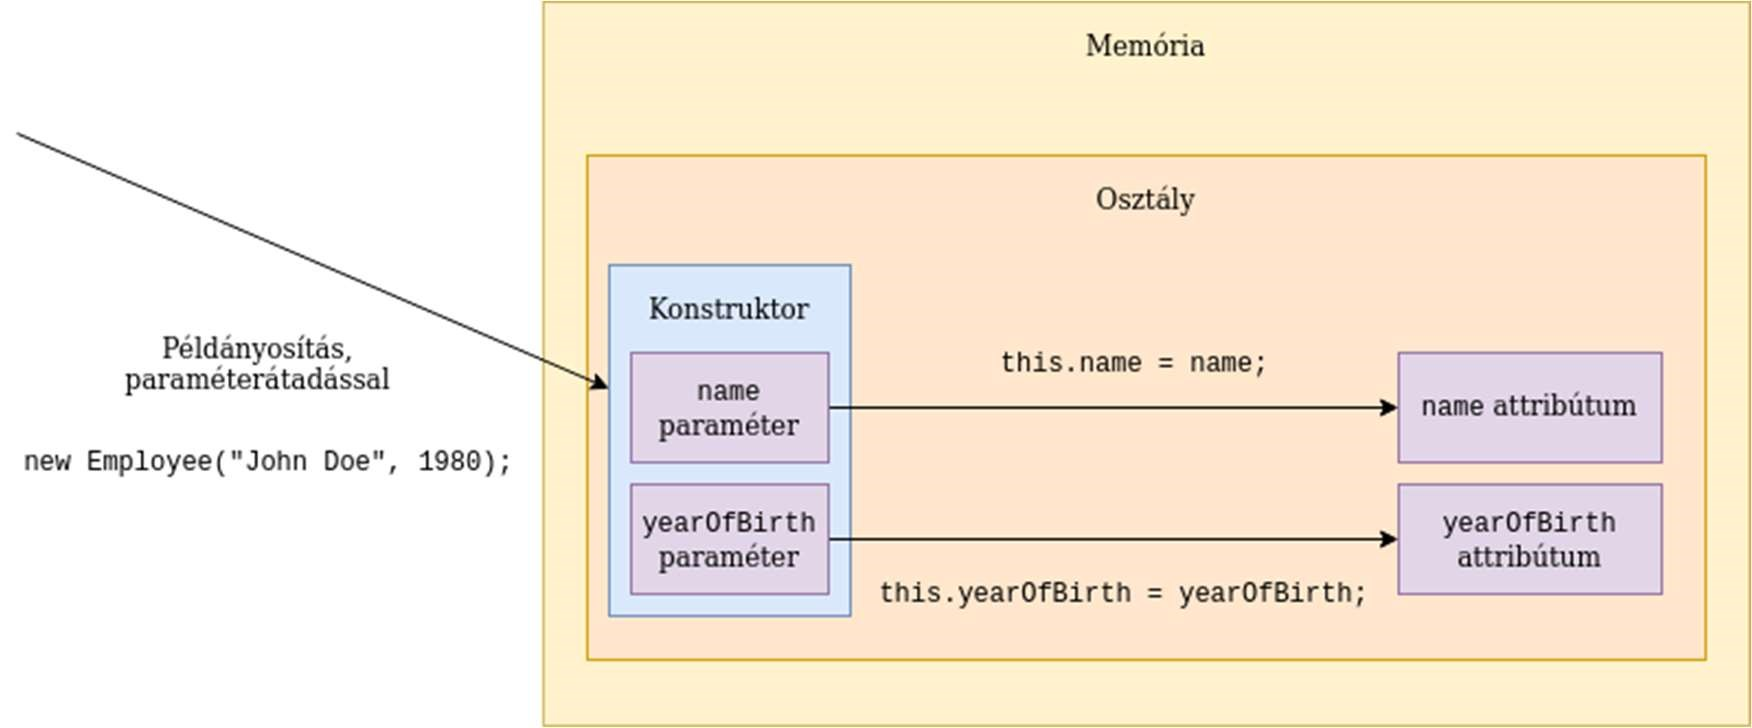 Memória
Osztály
Konstruktor
Példányosítás,
paraméterátadással
new Employee("John Doe", 1980);
name
paraméter
this.name = name;
name attribútum
yearOfBirth
paraméter
this.yearOfBirth = yearOfBirth;
yearOfBirth
attribútum